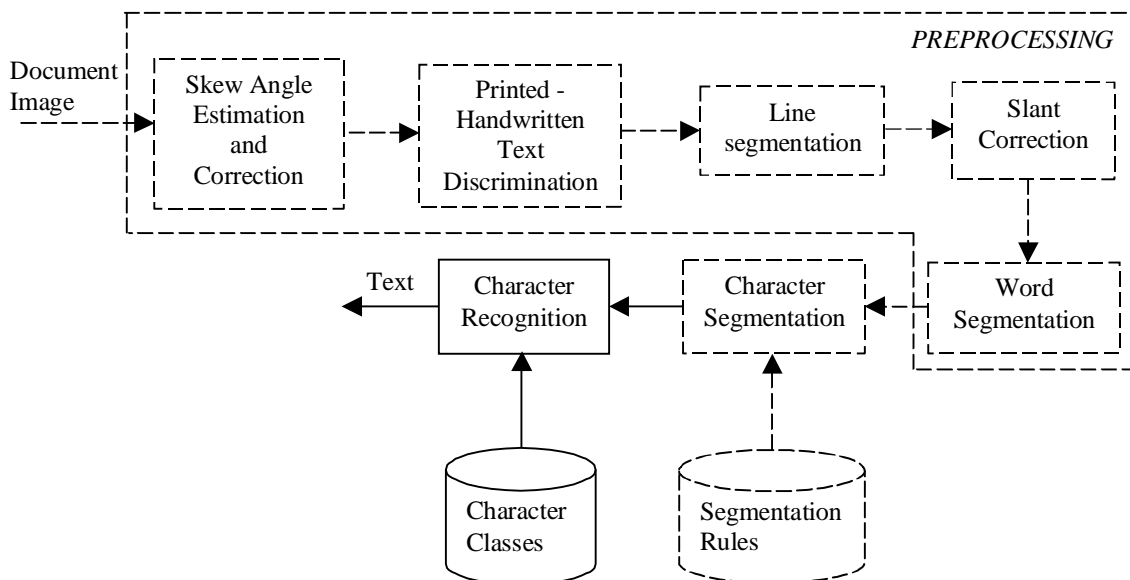 PREPROCESSING
Document
Image
Skew Angle
Estimation
and
Correction
Printed -
Handwritten
Text
Discrimination
Line
segmentation
Slant
Correction
Word
Segmentation
Character
Segmentation
Character
Recognition
Text
Character
Classes
Segmentation
Rules